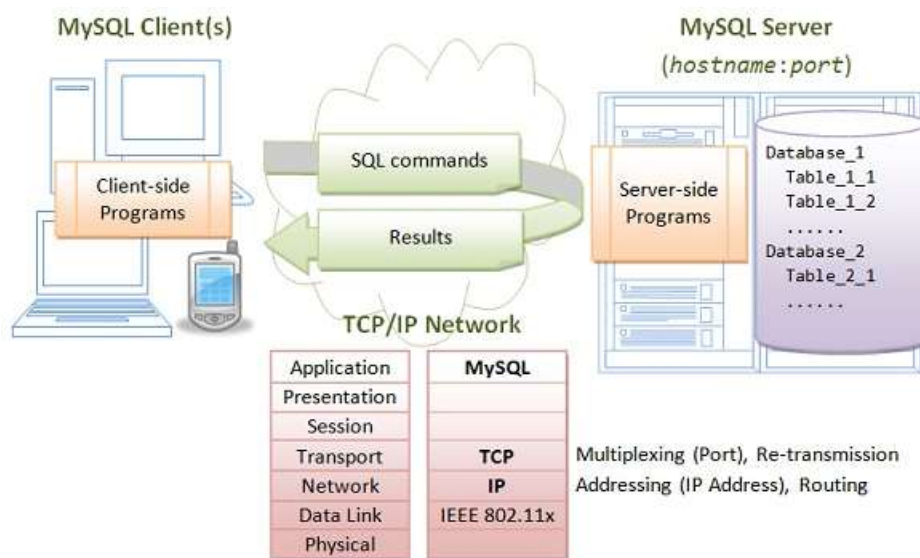 MySQL Client(s)
MySQL Server
(hostname:port)
Client-side
Programs
SQL commands
Results
Server-side
Programs
Database_1
Table_1_1
Table_1_2
......
Database_2
Table_2_1
......
TCP/IP Network
Application MySQL
Presentation
Session
Transport TCP Multiplexing (Port), Re-transmission
Network IP Addressing (IP Address), Routing
Data Link IEEE 802.11x
Physical